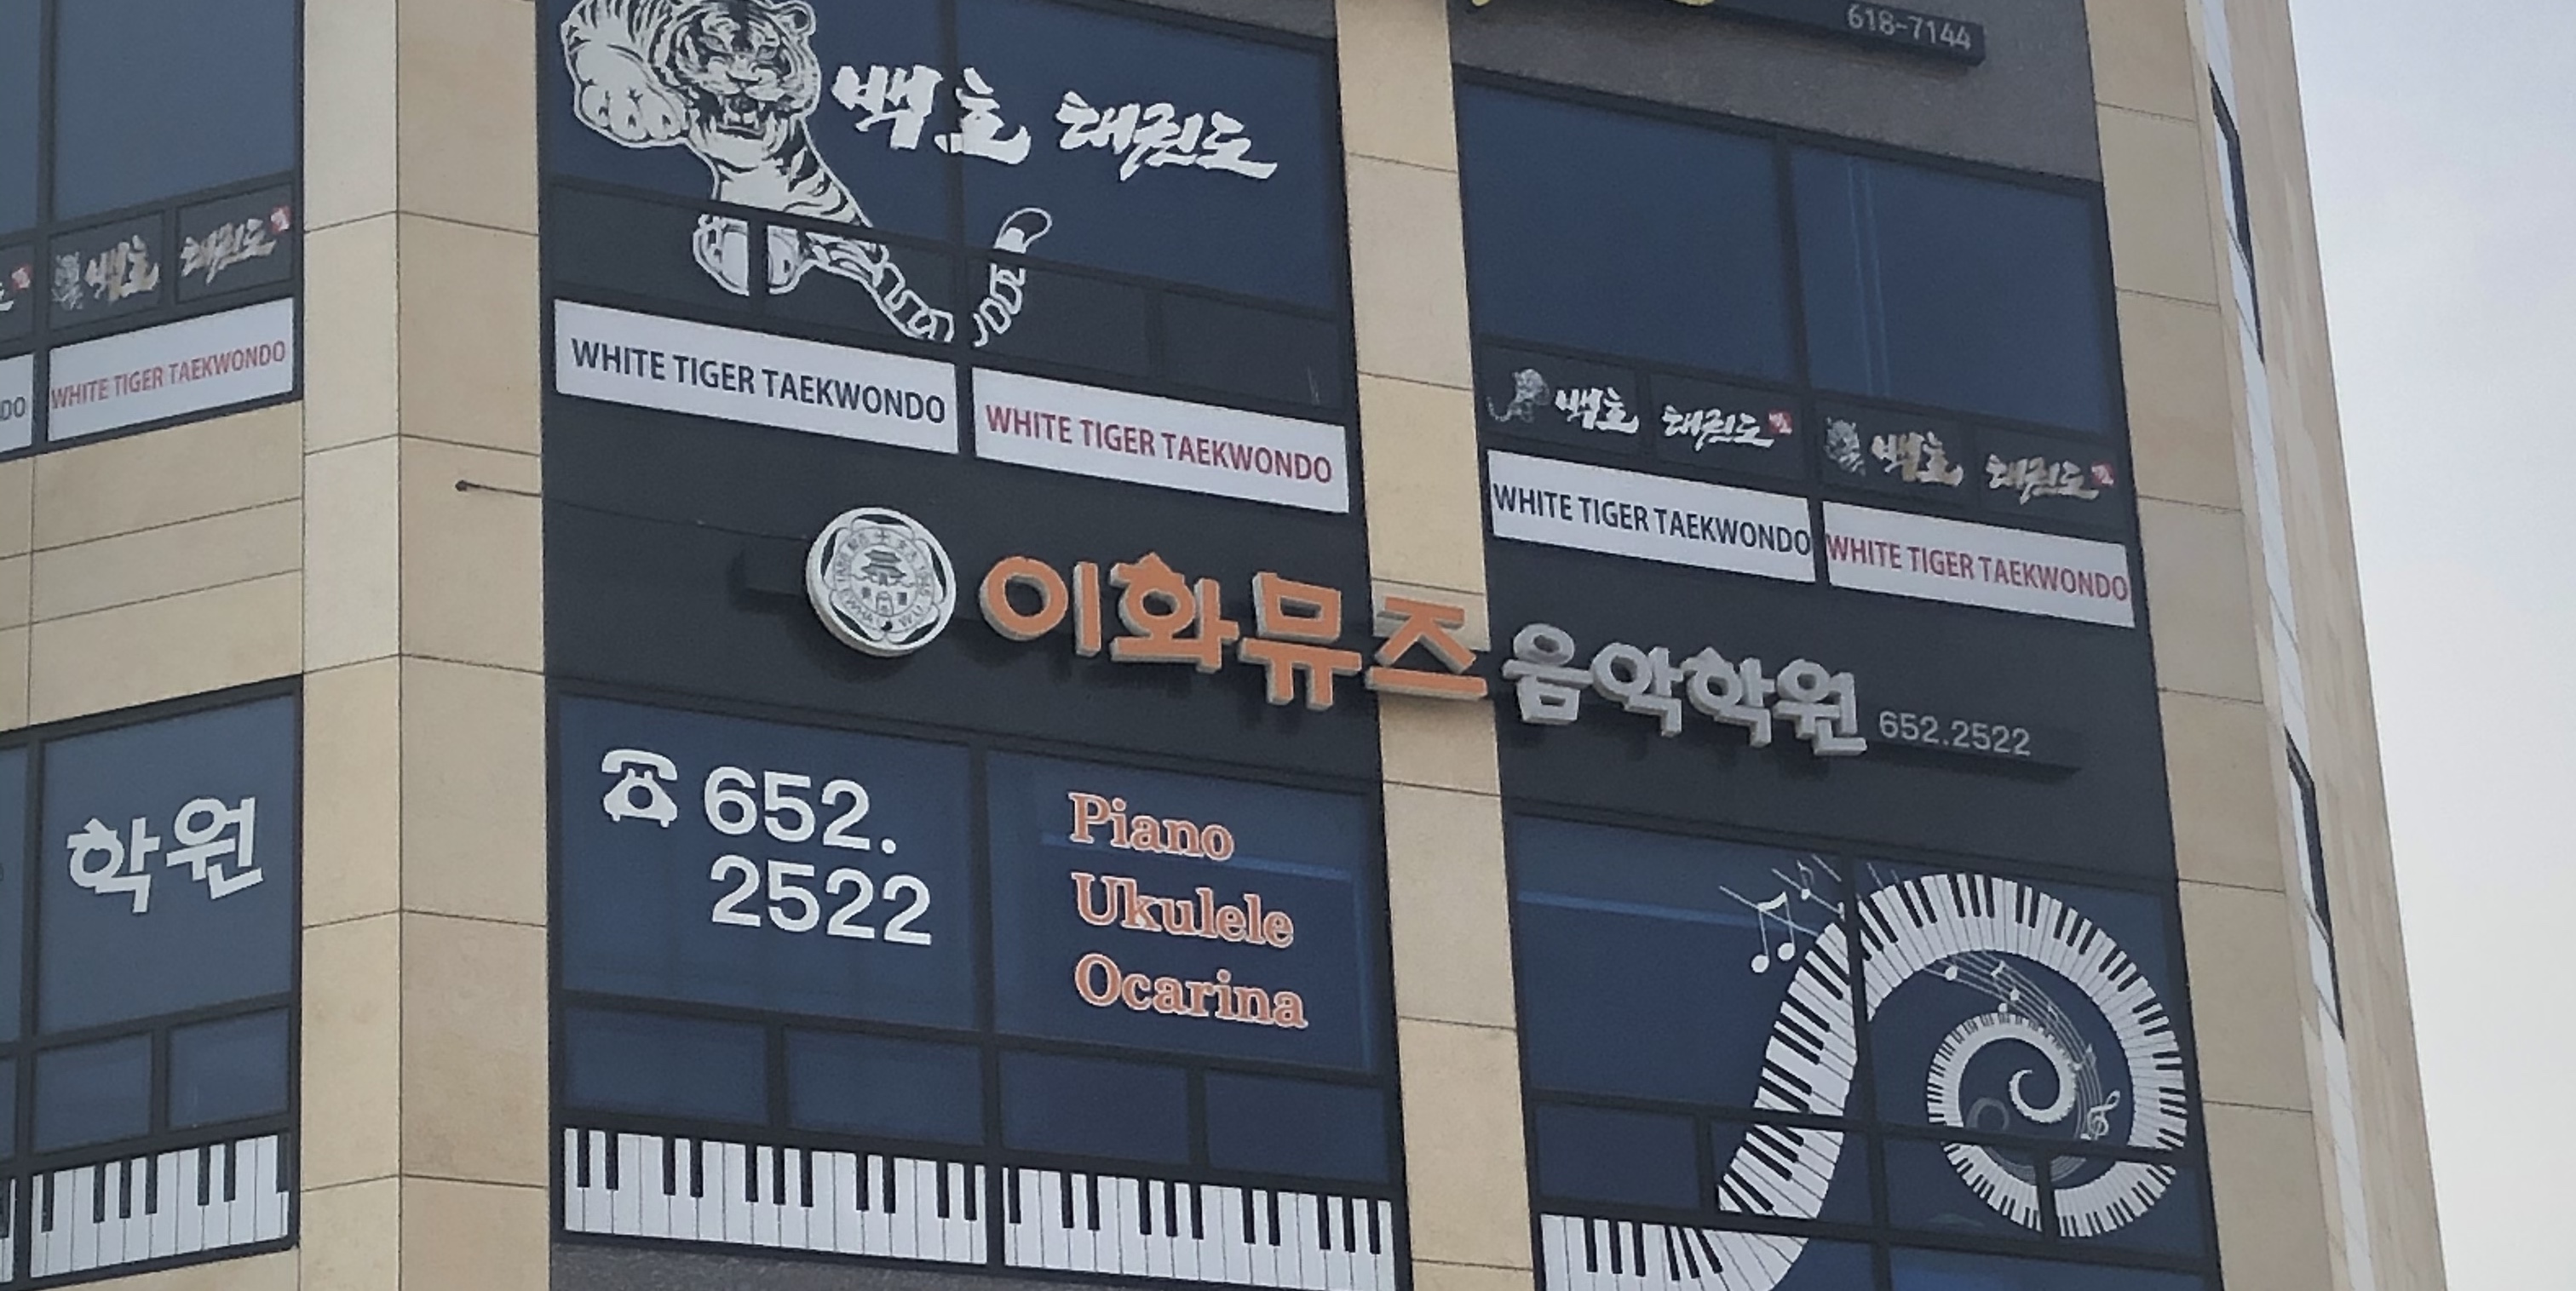 618-7144
백호 태권도
백호 태권도
WHITE TIGER TAEKWONDO
DO
WHITE TIGER TAEKWONDO
WHITE TIGER TAEKWONDO
백호 태권도
백호 태권도
WHITE TIGER TAEKWONDO
WHITE TIGER TAEKWONDO
이화뮤즈음악학원 652.2522
학원
652.
2522
Piano
Ukulele
Ocarina